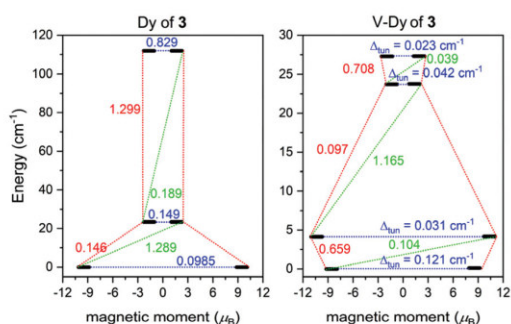 Dy of 3
120
100
80
60
40
20
0
Energy (cm⁻¹)
0.829
1.299
0.189
0.149
0.146
1.289
0.0985
-12 -9 -6 -3 0 3 6 9 12
magnetic moment (μB)
V-Dy of 3
30
25
20
15
10
5
0
Δtun = 0.023 cm⁻¹
0.039
0.708
Δtun = 0.042 cm⁻¹
0.097
1.165
Δtun = 0.031 cm⁻¹
0.659
0.104
Δtun = 0.121 cm⁻¹
-12 -9 -6 -3 0 3 6 9 12
magnetic moment (μB)